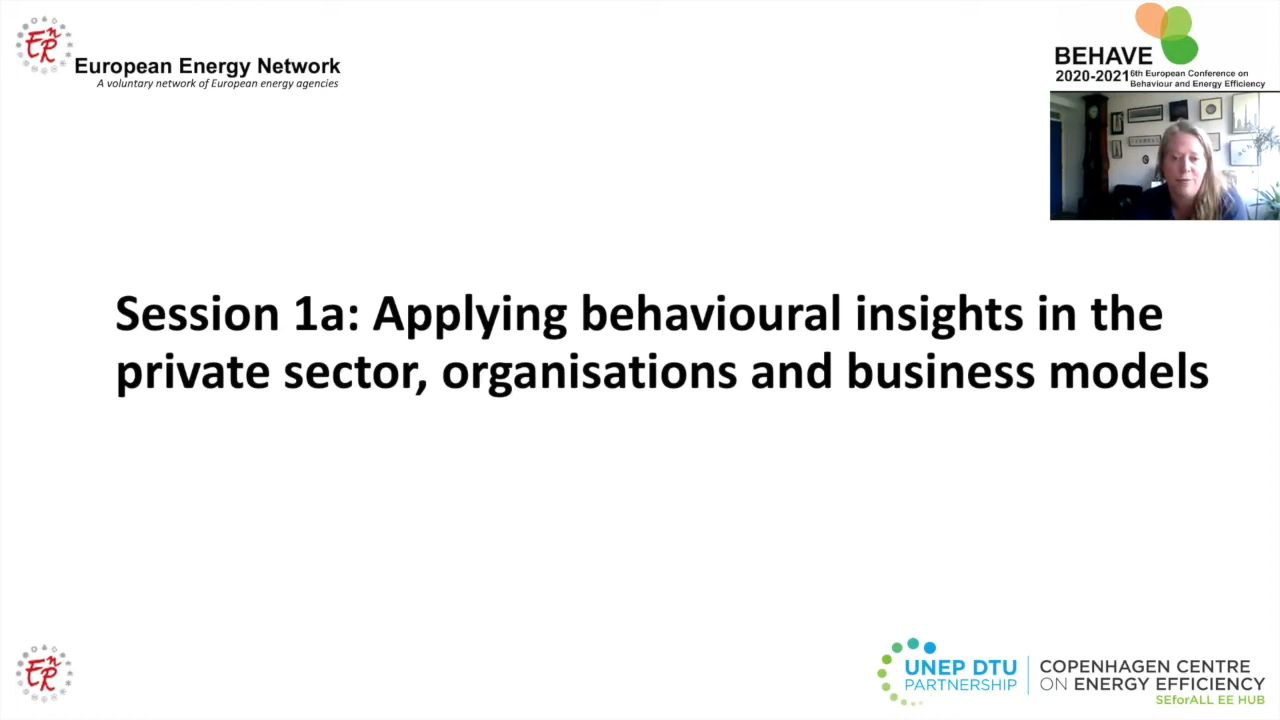 EnR
European Energy Network
A voluntary network of European energy agencies
BEHAVE
2020-2021
6th European Conference on
Behaviour and Energy Efficiency
Session 1a: Applying behavioural insights in the
private sector, organisations and business models
EnR
UNEP DTU
PARTNERSHIP
COPENHAGEN CENTRE
ON ENERGY EFFICIENCY
SEforALL EE HUB